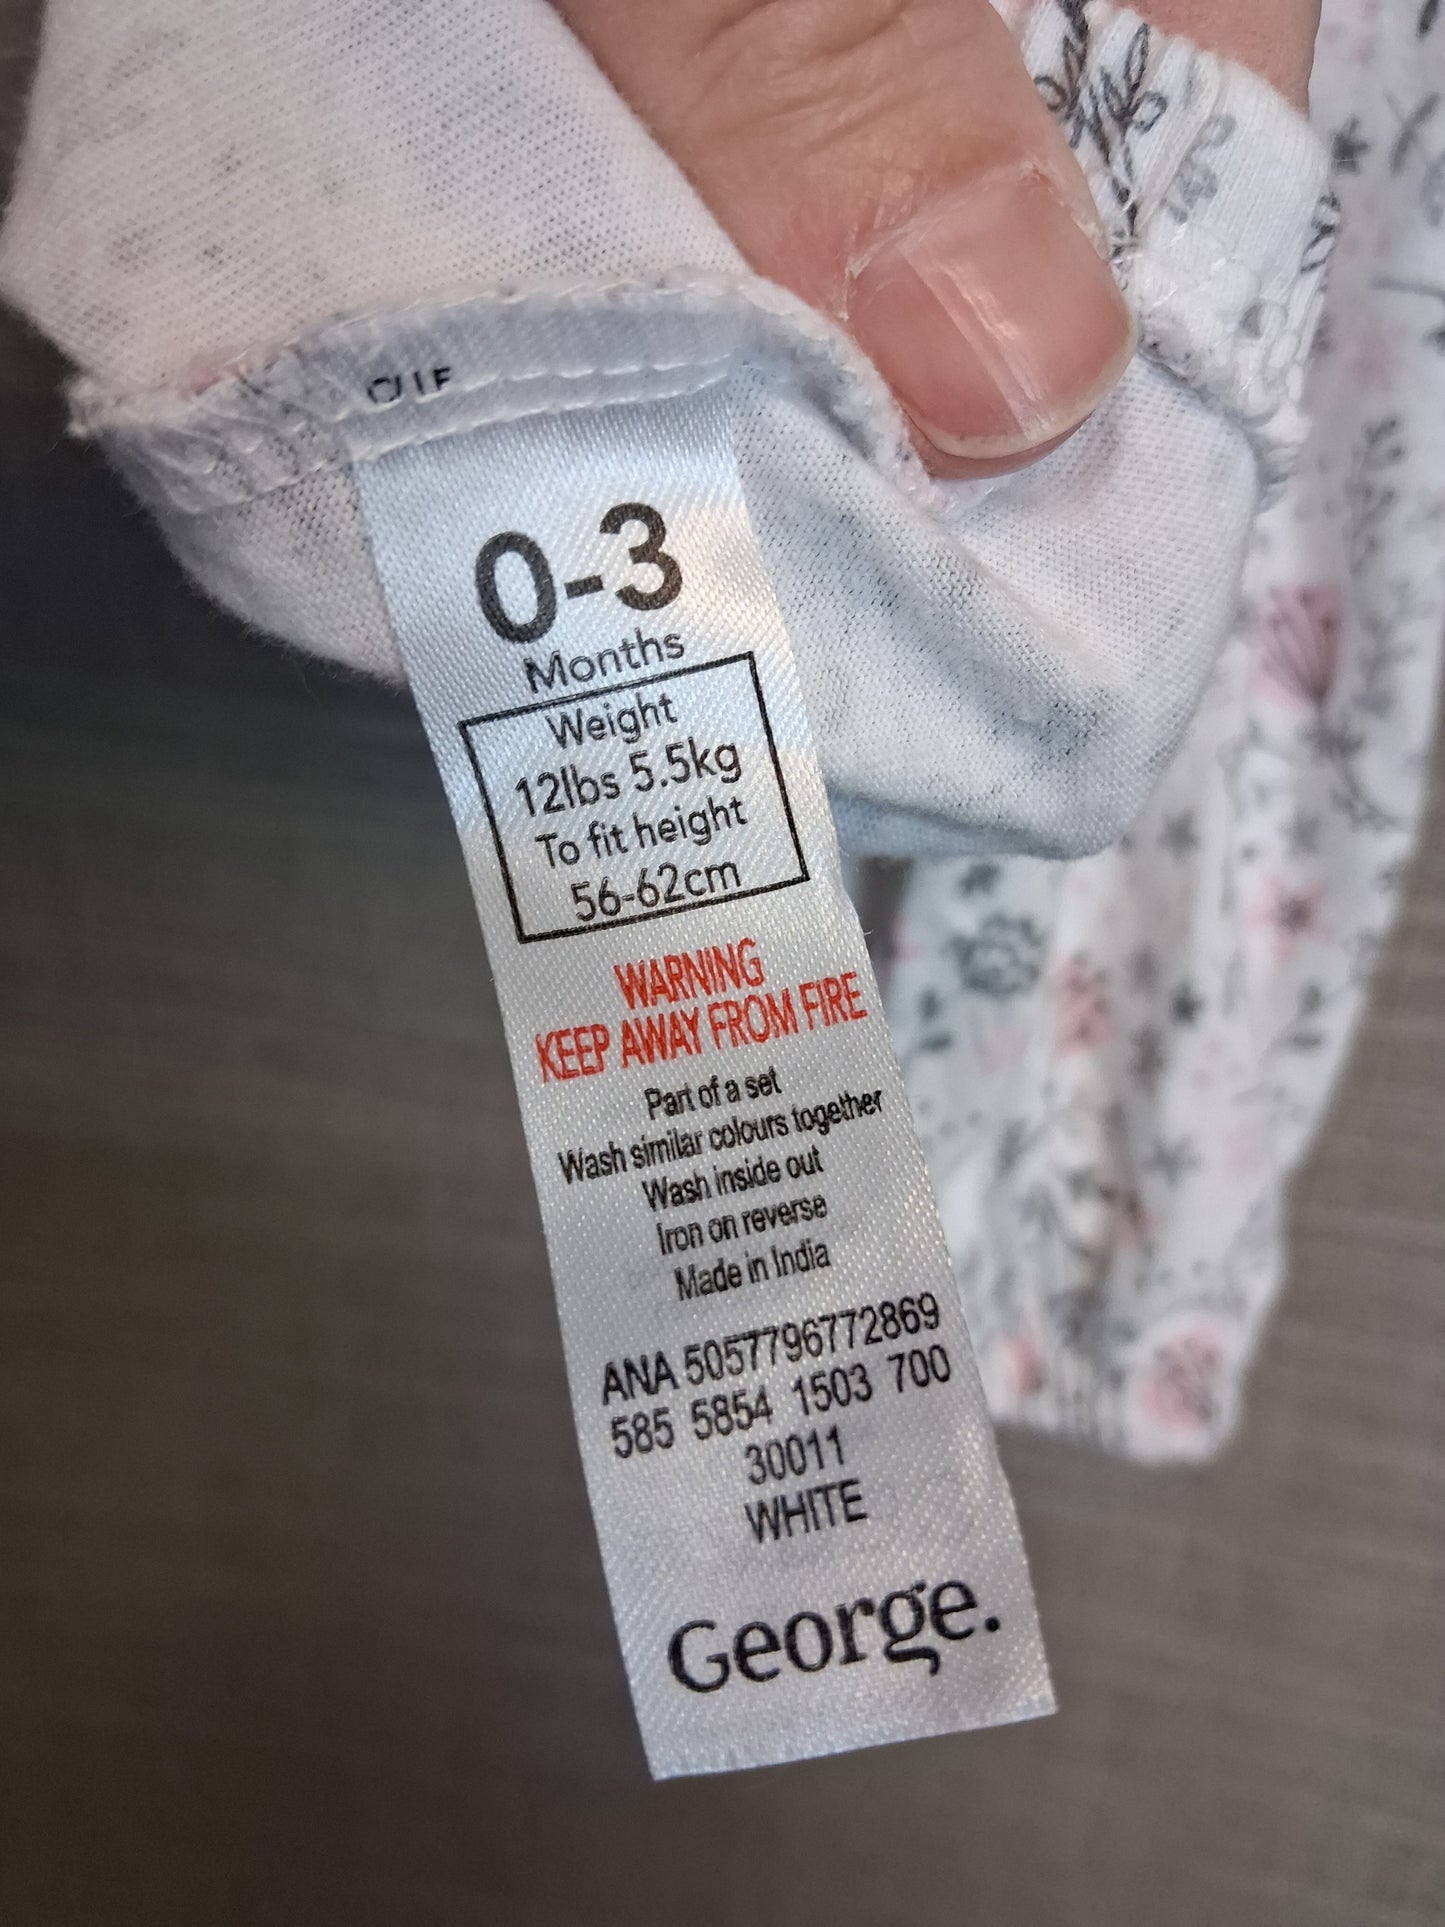 0-3
Months
Weight
12lbs 5.5kg
To fit height
56-62cm
WARNING
KEEP AWAY FROM FIRE
Part of a set
Wash similar colours together
Wash inside out
Iron on reverse
Made in India
ANA 5057796772869
585 5854 1503 700
30011
WHITE
George.